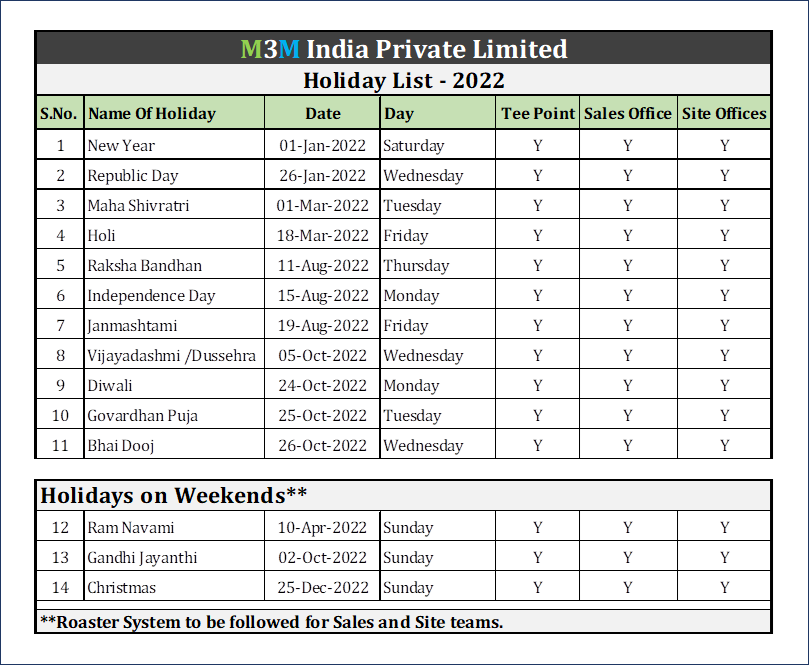 M3M India Private Limited
Holiday List - 2022
S.No. Name Of Holiday Date Day Tee Point Sales Office Site Offices
1 New Year 01-Jan-2022 Saturday Y Y Y
2 Republic Day 26-Jan-2022 Wednesday Y Y Y
3 Maha Shivratri 01-Mar-2022 Tuesday Y Y Y
4 Holi 18-Mar-2022 Friday Y Y Y
5 Raksha Bandhan 11-Aug-2022 Thursday Y Y Y
6 Independence Day 15-Aug-2022 Monday Y Y Y
7 Janmashtami 19-Aug-2022 Friday Y Y Y
8 Vijayadashmi /Dussehra 05-Oct-2022 Wednesday Y Y Y
9 Diwali 24-Oct-2022 Monday Y Y Y
10 Govardhan Puja 25-Oct-2022 Tuesday Y Y Y
11 Bhai Dooj 26-Oct-2022 Wednesday Y Y Y
Holidays on Weekends**
12 Ram Navami 10-Apr-2022 Sunday Y Y Y
13 Gandhi Jayanthi 02-Oct-2022 Sunday Y Y Y
14 Christmas 25-Dec-2022 Sunday Y Y Y
**Roaster System to be followed for Sales and Site teams.